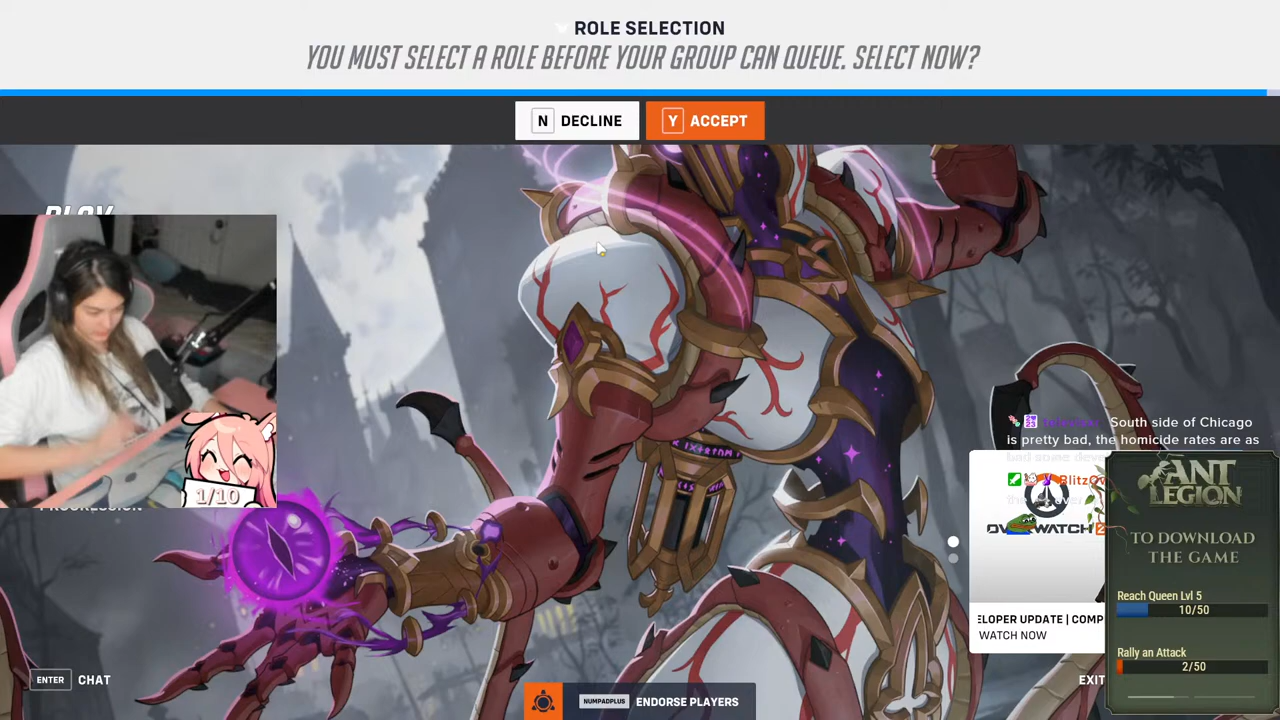 ROLE SELECTION
YOU MUST SELECT A ROLE BEFORE YOUR GROUP CAN QUEUE. SELECT NOW?
N DECLINE
Y ACCEPT
PLAY
1/10
South side of Chicago
is pretty bad, the homicide rates are as
OVERWATCH 2
ELOPER UPDATE | COMP
WATCH NOW
ANT
LEGION
TO DOWNLOAD
THE GAME
Reach Queen Lvl 5
10/50
Rally an Attack
2/50
ENTER CHAT
NUMPADPLUS ENDORSE PLAYERS
EXIT